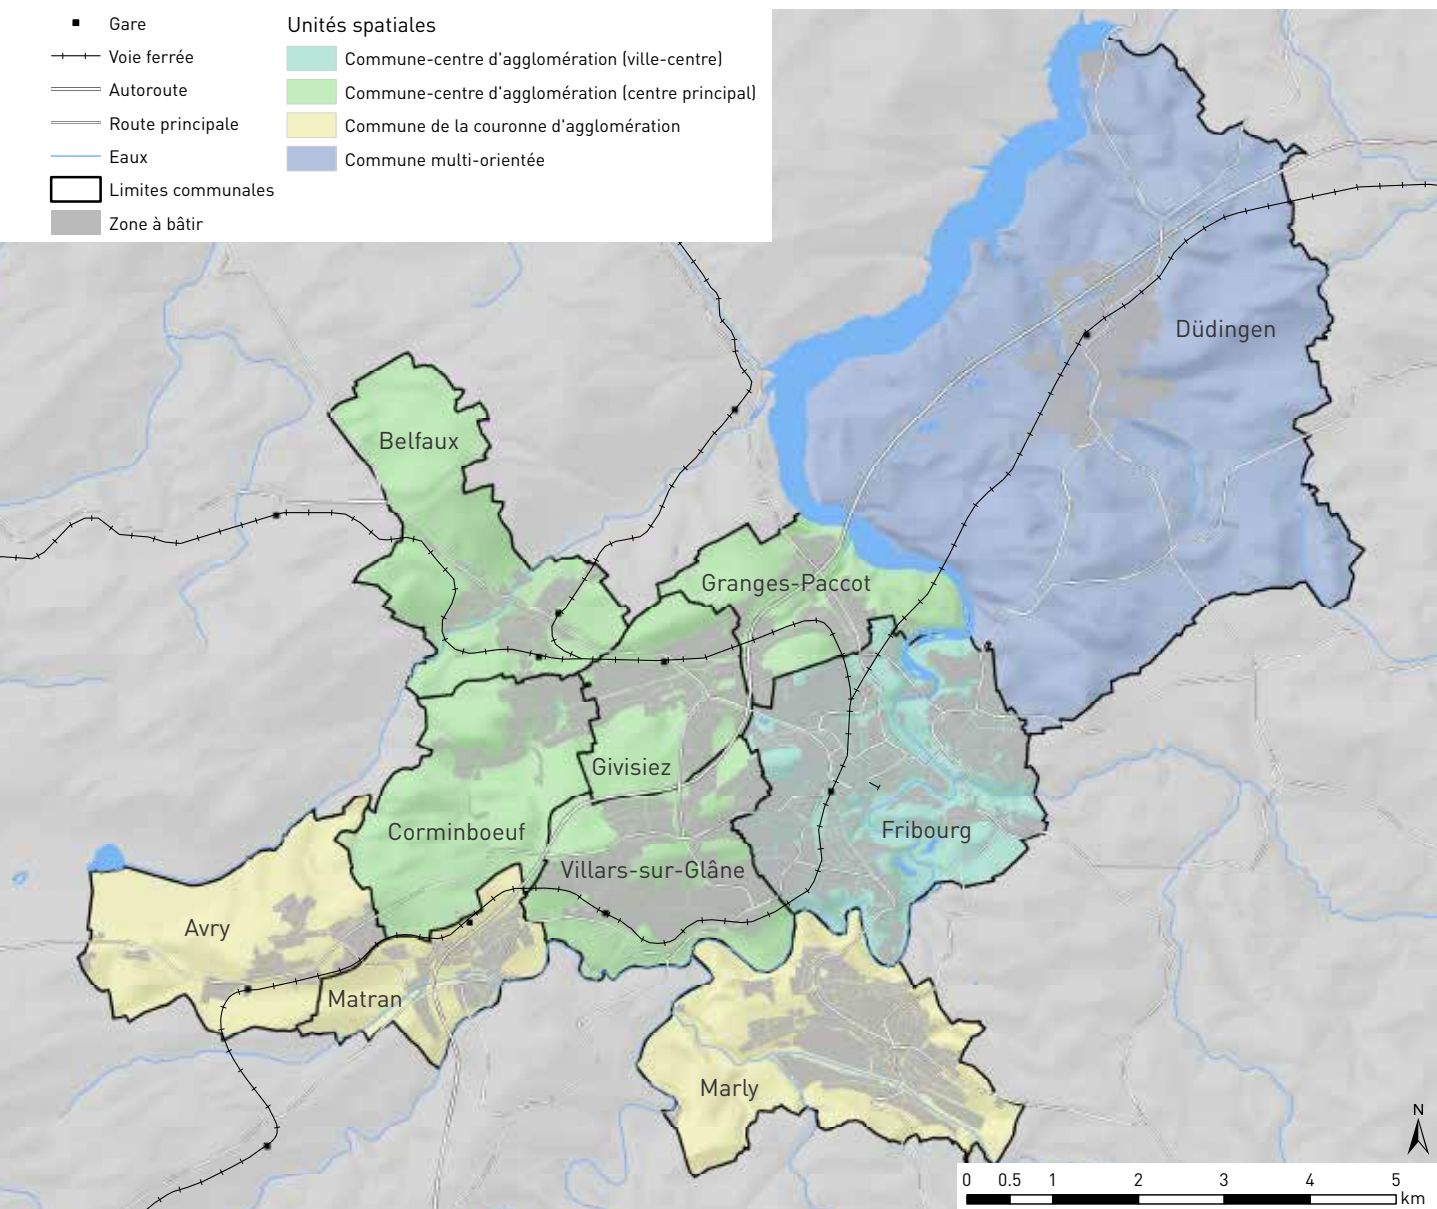 Gare
Voie ferrée
Autoroute
Route principale
Eaux
Limites communales
Zone à bâtir
Unités spatiales
Commune-centre d'agglomération (ville-centre)
Commune-centre d'agglomération (centre principal)
Commune de la couronne d'agglomération
Commune multi-orientée
Düdingen
Belfaux
Granges-Paccot
Givisiez
Corminboeuf
Fribourg
Villars-sur-Glâne
Avry
Matran
Marly
N
0 0.5 1 2 3 4 5
km